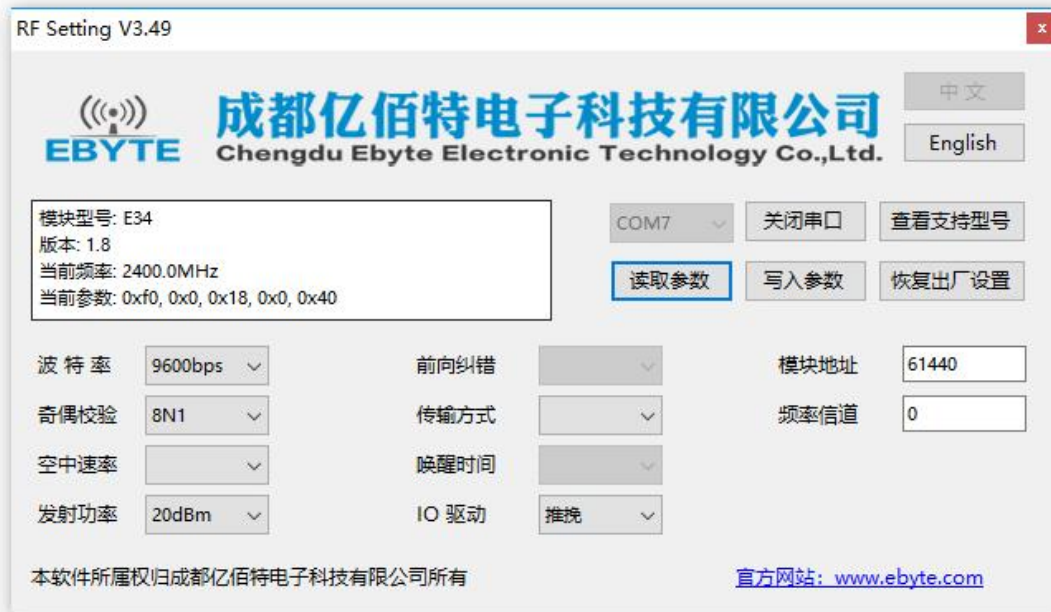 RF Setting V3.49
x
成都亿佰特电子科技有限公司
EBYTE
Chengdu Ebyte Electronic Technology Co.,Ltd.
中文
English
模块型号: E34
版本: 1.8
当前频率: 2400.0MHz
当前参数: 0xf0, 0x0, 0x18, 0x0, 0x40
COM7 关闭串口 查看支持型号
读取参数 写入参数 恢复出厂设置
波特率 9600bps 前向纠错 模块地址 61440
奇偶校验 8N1 传输方式 频率信道 0
空中速率 唤醒时间
发射功率 20dBm IO 驱动 推挽
本软件所属权归成都亿佰特电子科技有限公司所有 官方网站：www.ebyte.com